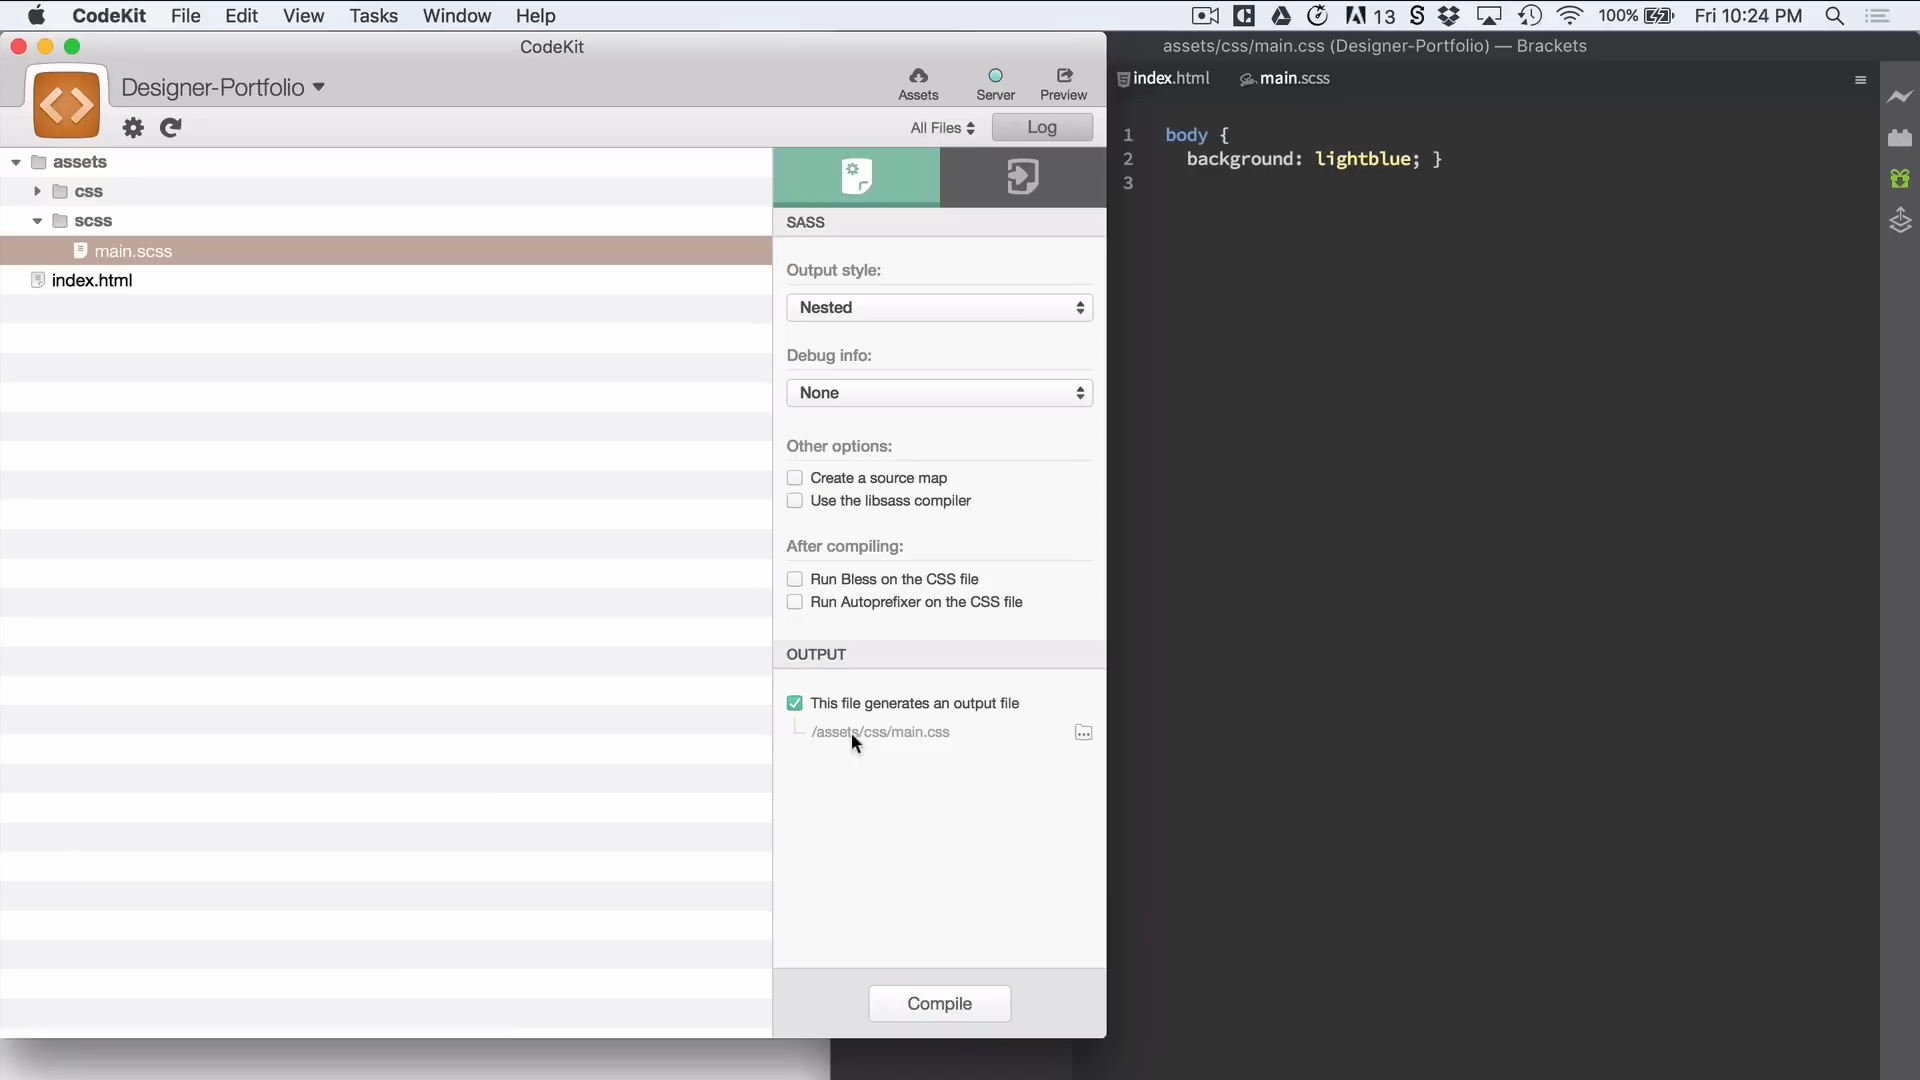 CodeKit File Edit View Tasks Window Help 13 100% Fri 10:24 PM
CodeKit
assets/css/main.css (Designer-Portfolio) — Brackets
Designer-Portfolio
Assets Server Preview
index.html main.scss
All Files Log
assets
css
scss
main.scss
index.html
SASS
Output style:
Nested
Debug info:
None
Other options:
Create a source map
Use the libsass compiler
After compiling:
Run Bless on the CSS file
Run Autoprefixer on the CSS file
OUTPUT
This file generates an output file
/assets/css/main.css
Compile
1 body {
2 background: lightblue; }
3